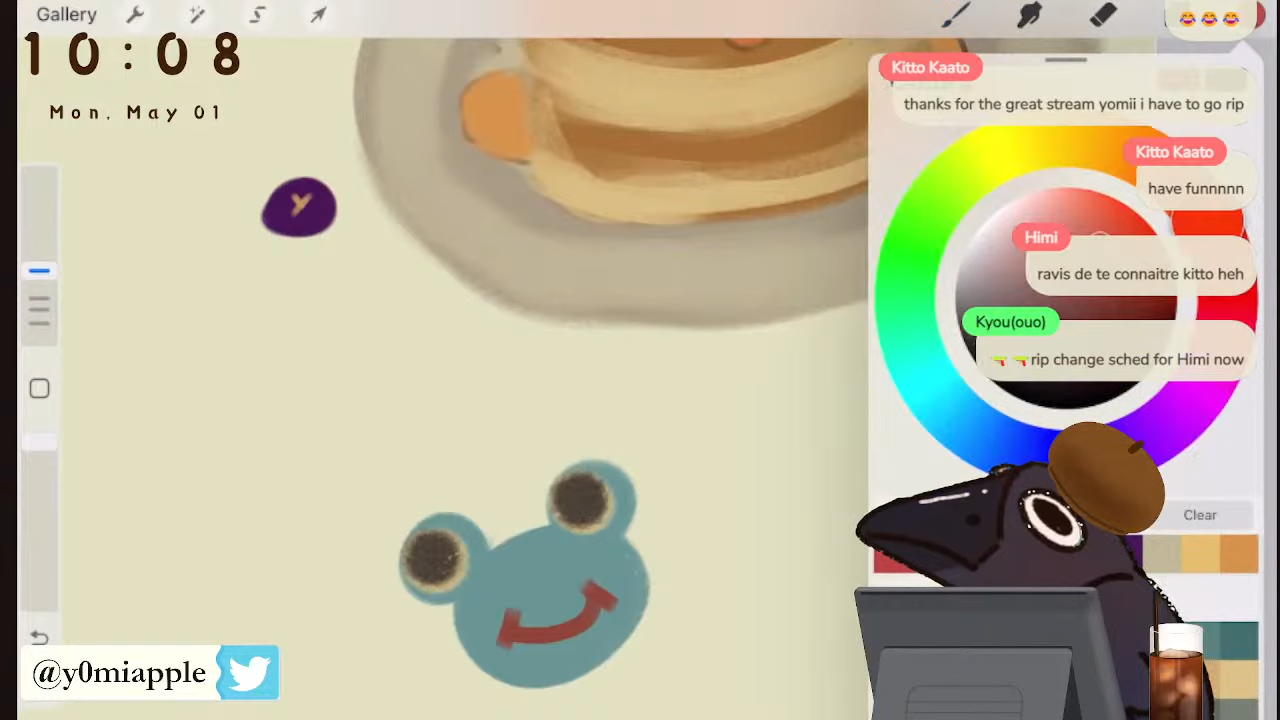 Gallery
10:08
Mon, May 01
Y
Kitto Kaato
thanks for the great stream yomii i have to go rip
Kitto Kaato
have funnnnn
Himi
ravis de te connaitre kitto heh
Kyou(ouo)
rip change sched for Himi now
Clear
@y0miapple